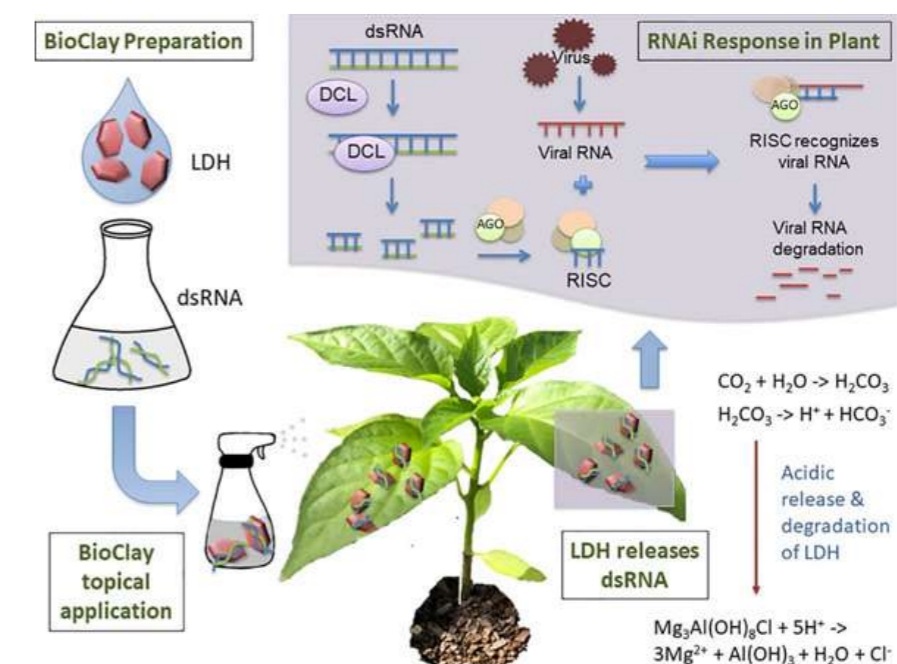 BioClay Preparation
LDH
dsRNA
BioClay
topical
application
dsRNA
DCL
DCL
AGO
Virus
Viral RNA
RISC
RNAi Response in Plant
AGO
RISC recognizes
viral RNA
Viral RNA
degradation
LDH releases
dsRNA
CO₂ + H₂O -> H₂CO₃
H₂CO₃ -> H⁺ + HCO₃⁻
Acidic
release &
degradation
of LDH
Mg₃Al(OH)₈Cl + 5H⁺ ->
3Mg²⁺ + Al(OH)₃ + H₂O + Cl⁻